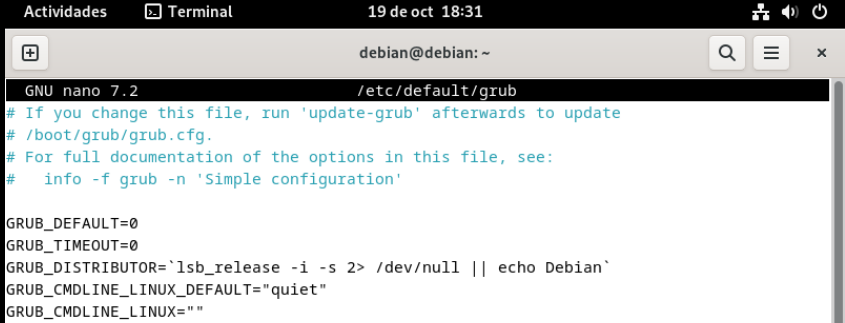 Actividades Terminal 19 de oct 18:31
debian@debian: ~
GNU nano 7.2 /etc/default/grub
# If you change this file, run 'update-grub' afterwards to update
# /boot/grub/grub.cfg.
# For full documentation of the options in this file, see:
#   info -f grub -n 'Simple configuration'
GRUB_DEFAULT=0
GRUB_TIMEOUT=0
GRUB_DISTRIBUTOR=`lsb_release -i -s 2> /dev/null || echo Debian`
GRUB_CMDLINE_LINUX_DEFAULT="quiet"
GRUB_CMDLINE_LINUX=""